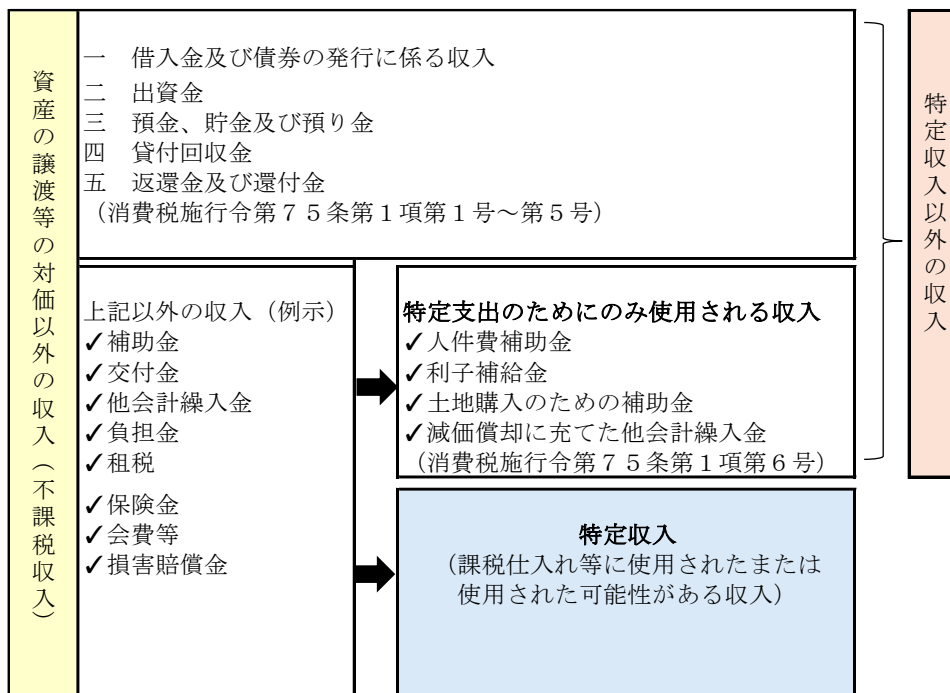 資産の譲渡等の対価以外の収入（不課税収入）
一　借入金及び債券の発行に係る収入
二　出資金
三　預金、貯金及び預り金
四　貸付回収金
五　返還金及び還付金
（消費税施行令第７５条第１項第１号～第５号）
特定収入以外の収入
上記以外の収入（例示）
✓補助金
✓交付金
✓他会計繰入金
✓負担金
✓租税
✓保険金
✓会費等
✓損害賠償金
特定支出のためにのみ使用される収入
✓人件費補助金
✓利子補給金
✓土地購入のための補助金
✓減価償却に充てた他会計繰入金
（消費税施行令第７５条第１項第６号）
特定収入
（課税仕入れ等に使用されたまたは
使用された可能性がある収入）